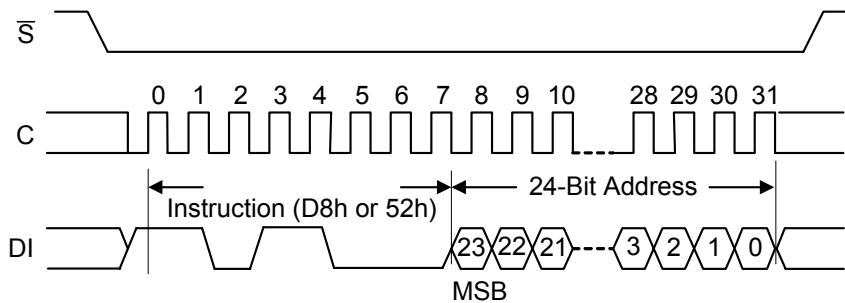 S
0 1 2 3 4 5 6 7 8 9 10 28 29 30 31
C
24-Bit Address
Instruction (D8h or 52h)
DI 23 22 21 3 2 1 0
MSB